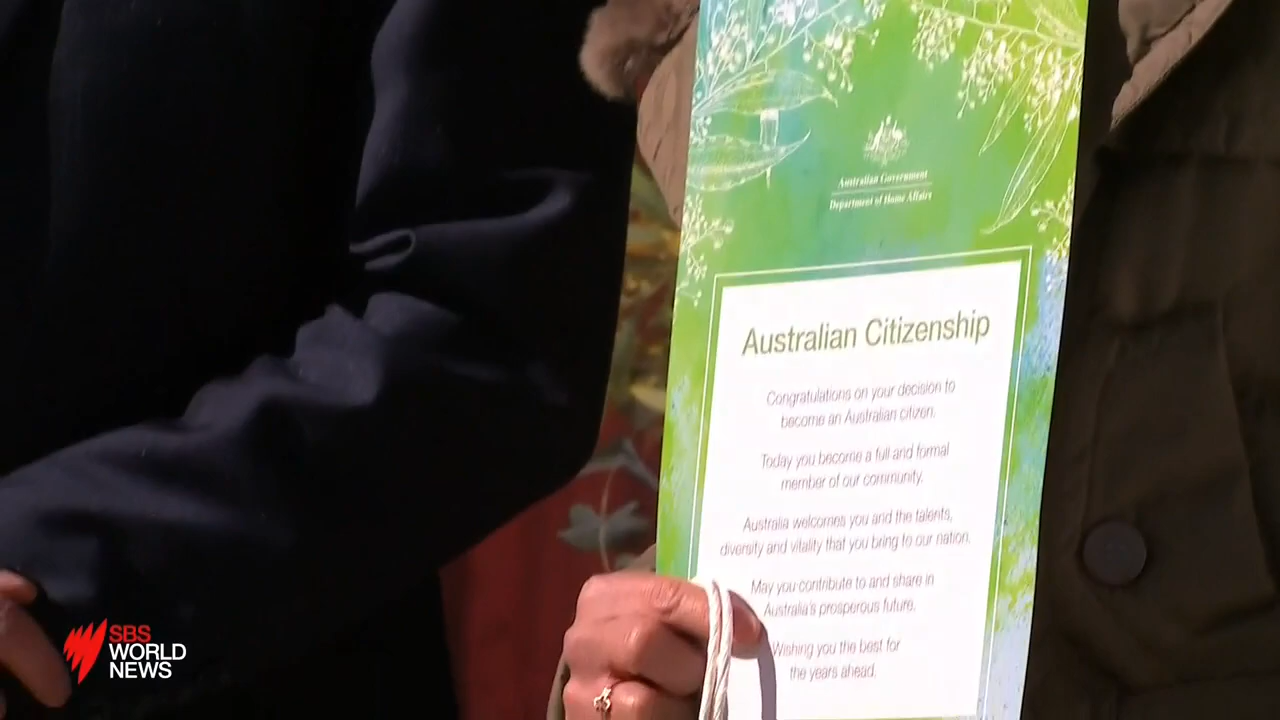 Australian Government
Department of Home Affairs
Australian Citizenship
Congratulations on your decision to
become an Australian citizen.
Today you become a full and formal
member of our community.
Australia welcomes you and the talents,
diversity and vitality that you bring to our nation.
May you contribute to and share in
Australia's prosperous future.
Wishing you the best for
the years ahead.
SBS
WORLD
NEWS